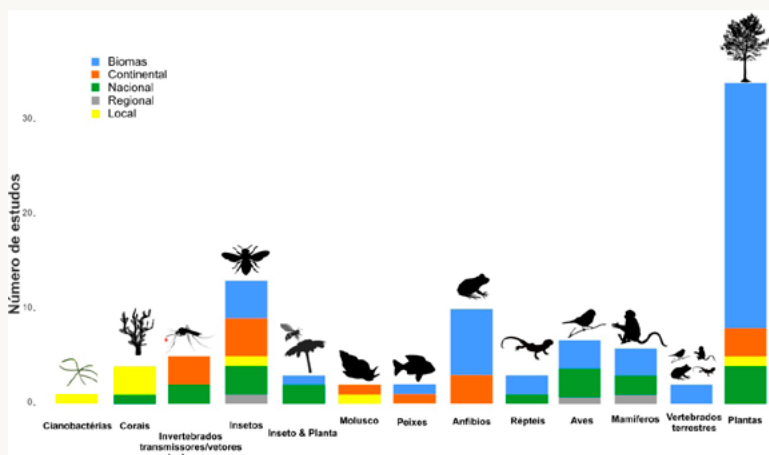 Biomas
Continental
Nacional
Regional
Local
Número de estudos
30
20
10
0
Cianobactérias
Corais
Invertebrados
transmissores/vetores
Insetos
Inseto & Planta
Molusco
Peixes
Anfíbios
Répteis
Aves
Mamíferos
Vertebrados
terrestres
Plantas